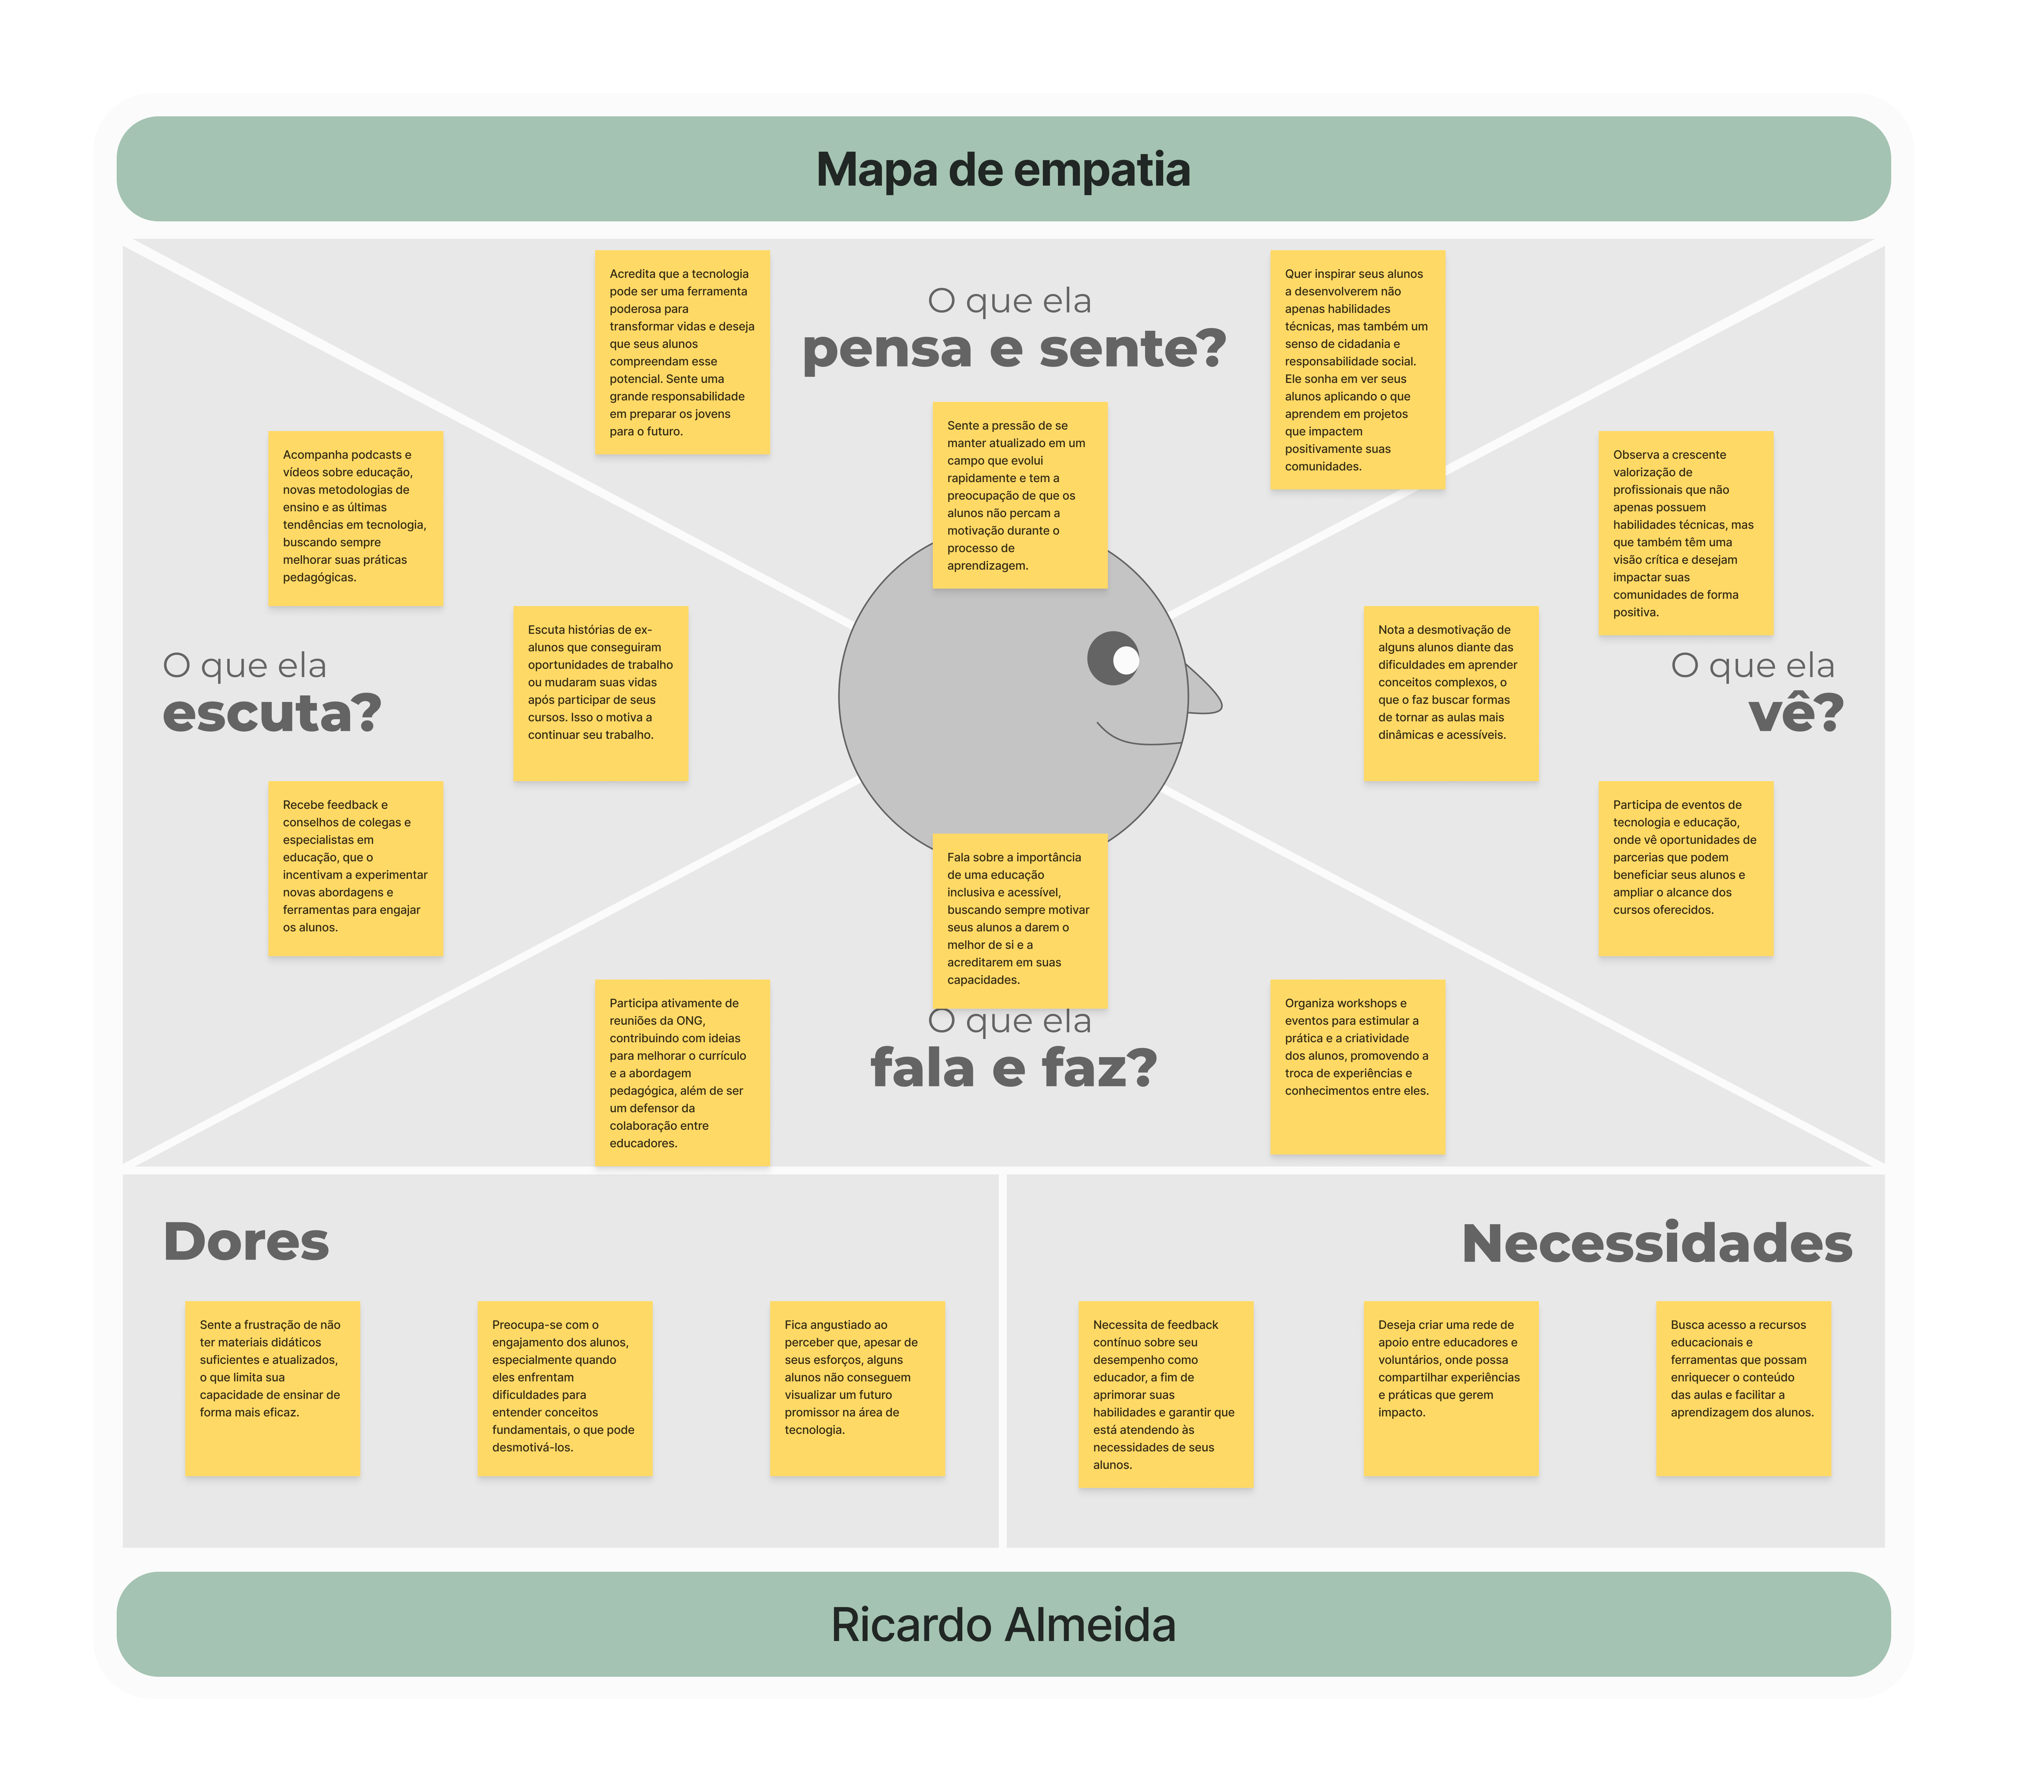 Mapa de empatia
O que ela
pensa e sente?
Acredita que a tecnologia
pode ser uma ferramenta
poderosa para
transformar vidas e deseja
que seus alunos
compreendam esse
potencial. Sente uma
grande responsabilidade
em preparar os jovens
para o futuro.
Sente a pressão de se
manter atualizado em um
campo que evolui
rapidamente e tem a
preocupação de que os
alunos não percam a
motivação durante o
processo de
aprendizagem.
Quer inspirar seus alunos
a desenvolverem não
apenas habilidades
técnicas, mas também um
senso de cidadania e
responsabilidade social.
Ele sonha em ver seus
alunos aplicando o que
aprendem em projetos
que impactem
positivamente suas
comunidades.
O que ela
escuta?
Acompanha podcasts e
vídeos sobre educação,
novas metodologias de
ensino e as últimas
tendências em tecnologia,
buscando sempre
melhorar suas práticas
pedagógicas.
Escuta histórias de ex-
alunos que conseguiram
oportunidades de trabalho
ou mudaram suas vidas
após participar de seus
cursos. Isso o motiva a
continuar seu trabalho.
Recebe feedback e
conselhos de colegas e
especialistas em
educação, que o
incentivam a experimentar
novas abordagens e
ferramentas para engajar
os alunos.
O que ela
vê?
Observa a crescente
valorização de
profissionais que não
apenas possuem
habilidades técnicas, mas
que também têm uma
visão crítica e desejam
impactar suas
comunidades de forma
positiva.
Nota a desmotivação de
alguns alunos diante das
dificuldades em aprender
conceitos complexos, o
que o faz buscar formas
de tornar as aulas mais
dinâmicas e acessíveis.
Participa de eventos de
tecnologia e educação,
onde vê oportunidades de
parcerias que podem
beneficiar seus alunos e
ampliar o alcance dos
cursos oferecidos.
Fala sobre a importância
de uma educação
inclusiva e acessível,
buscando sempre motivar
seus alunos a darem o
melhor de si e a
acreditarem em suas
capacidades.
O que ela
fala e faz?
Participa ativamente de
reuniões da ONG,
contribuindo com ideias
para melhorar o currículo
e a abordagem
pedagógica, além de ser
um defensor da
colaboração entre
educadores.
Organiza workshops e
eventos para estimular a
prática e a criatividade
dos alunos, promovendo a
troca de experiências e
conhecimentos entre eles.
Dores
Sente a frustração de não
ter materiais didáticos
suficientes e atualizados,
o que limita sua
capacidade de ensinar de
forma mais eficaz.
Preocupa-se com o
engajamento dos alunos,
especialmente quando
eles enfrentam
dificuldades para
entender conceitos
fundamentais, o que pode
desmotivá-los.
Fica angustiado ao
perceber que, apesar de
seus esforços, alguns
alunos não conseguem
visualizar um futuro
promissor na área de
tecnologia.
Necessidades
Necessita de feedback
contínuo sobre seu
desempenho como
educador, a fim de
aprimorar suas
habilidades e garantir que
está atendendo às
necessidades de seus
alunos.
Deseja criar uma rede de
apoio entre educadores e
voluntários, onde possa
compartilhar experiências
e práticas que gerem
impacto.
Busca acesso a recursos
educacionais e
ferramentas que possam
enriquecer o conteúdo
das aulas e facilitar a
aprendizagem dos alunos.
Ricardo Almeida